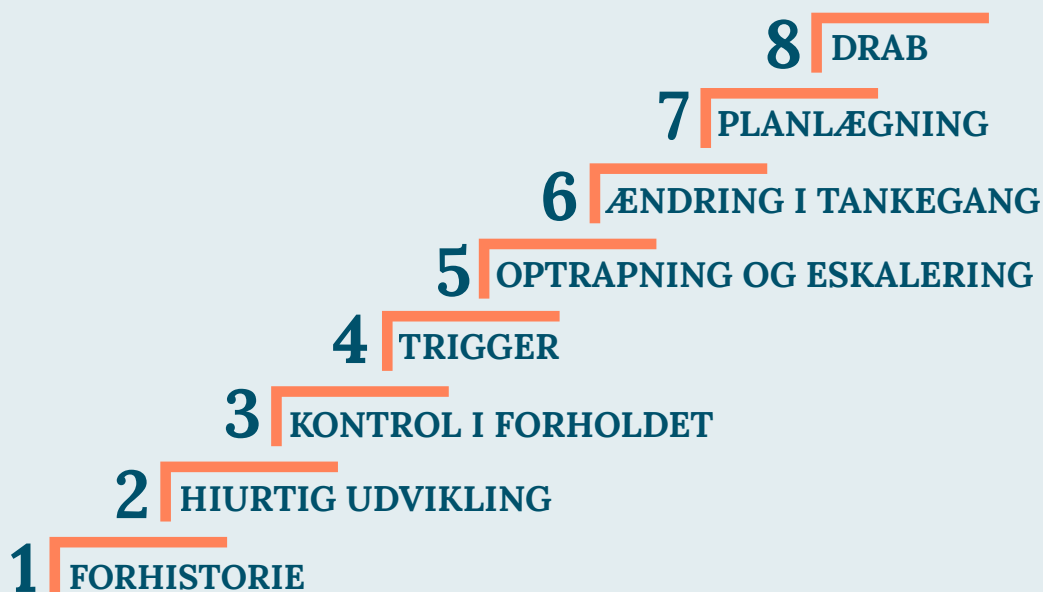 8 DRAB
7 PLANLÆGNING
6 ÆNDRING I TANKEGANG
5 OPTRAPNING OG ESKALERING
4 TRIGGER
3 KONTROL I FORHOLDET
2 HIURTIG UDVIKLING
1 FORHISTORIE